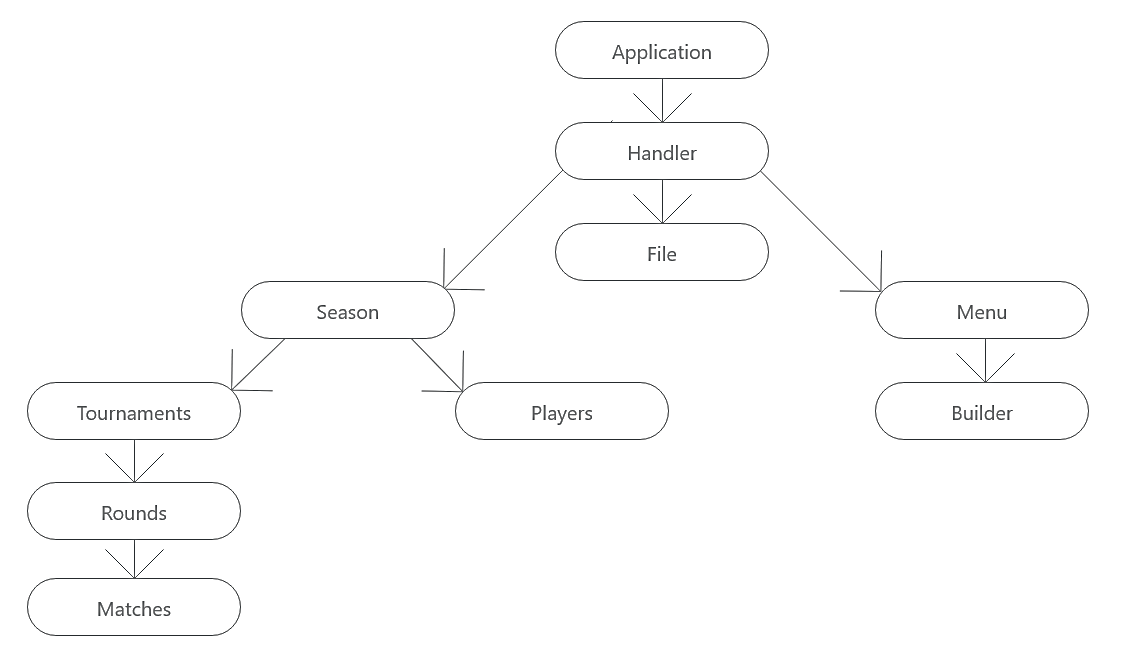 Application
Handler
File
Season
Menu
Tournaments
Players
Builder
Rounds
Matches